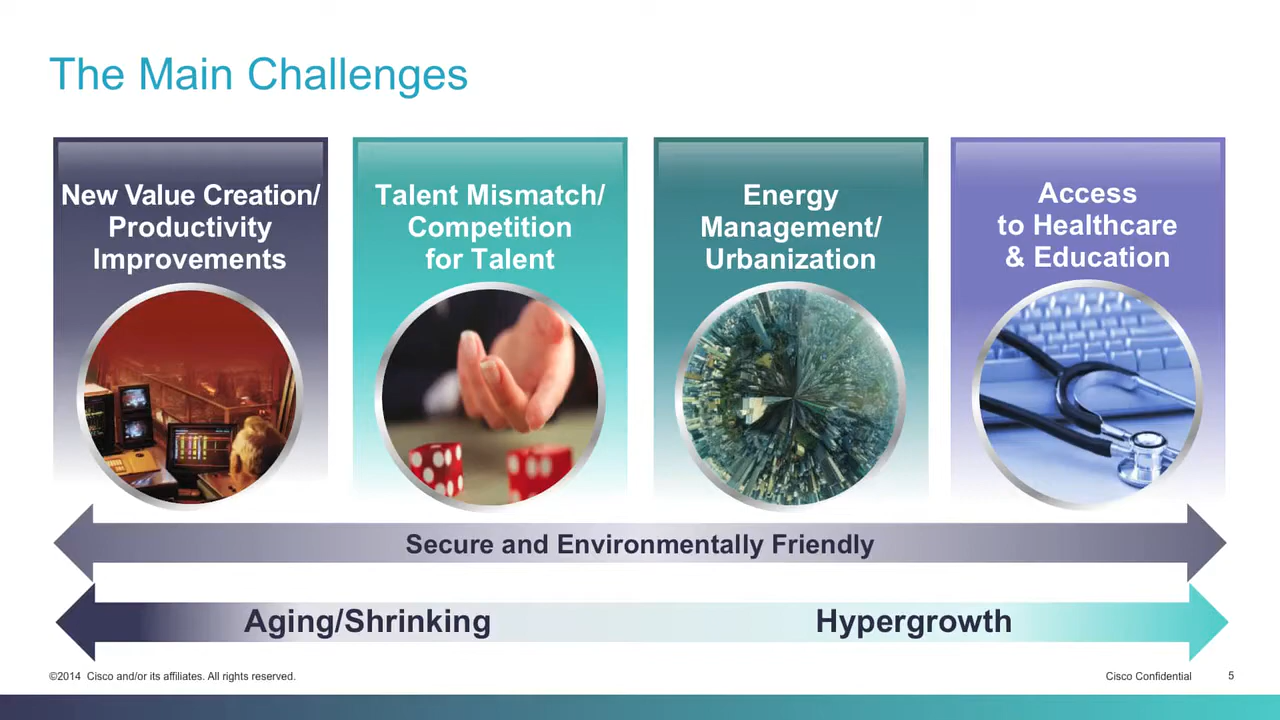 The Main Challenges
New Value Creation/
Productivity
Improvements
Talent Mismatch/
Competition
for Talent
Energy
Management/
Urbanization
Access
to Healthcare
& Education
Secure and Environmentally Friendly
Aging/Shrinking
Hypergrowth
©2014 Cisco and/or its affiliates. All rights reserved.
Cisco Confidential
5